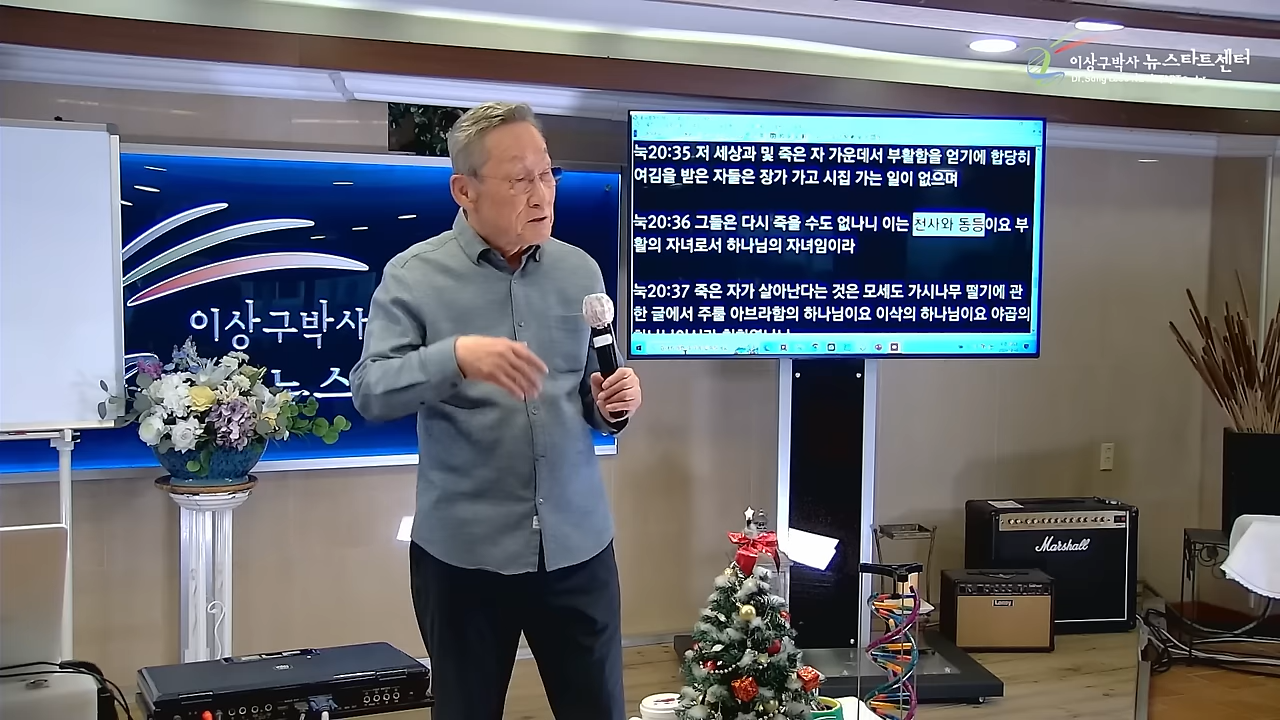 이상구박사 뉴스타트센터
눅20:35 저 세상과 및 죽은 자 가운데서 부활함을 얻기에 합당히
여김을 받은 자들은 장가 가고 시집 가는 일이 없으며
눅20:36 그들은 다시 죽을 수도 없나니 이는 천사와 동등이요 부
활의 자녀로서 하나님의 자녀임이라
눅20:37 죽은 자가 살아난다는 것은 모세도 가시나무 떨기에 관
한 글에서 주를 아브라함의 하나님이요 이삭의 하나님이요 야곱의
이상구박사
뉴스
Marshall
Laney